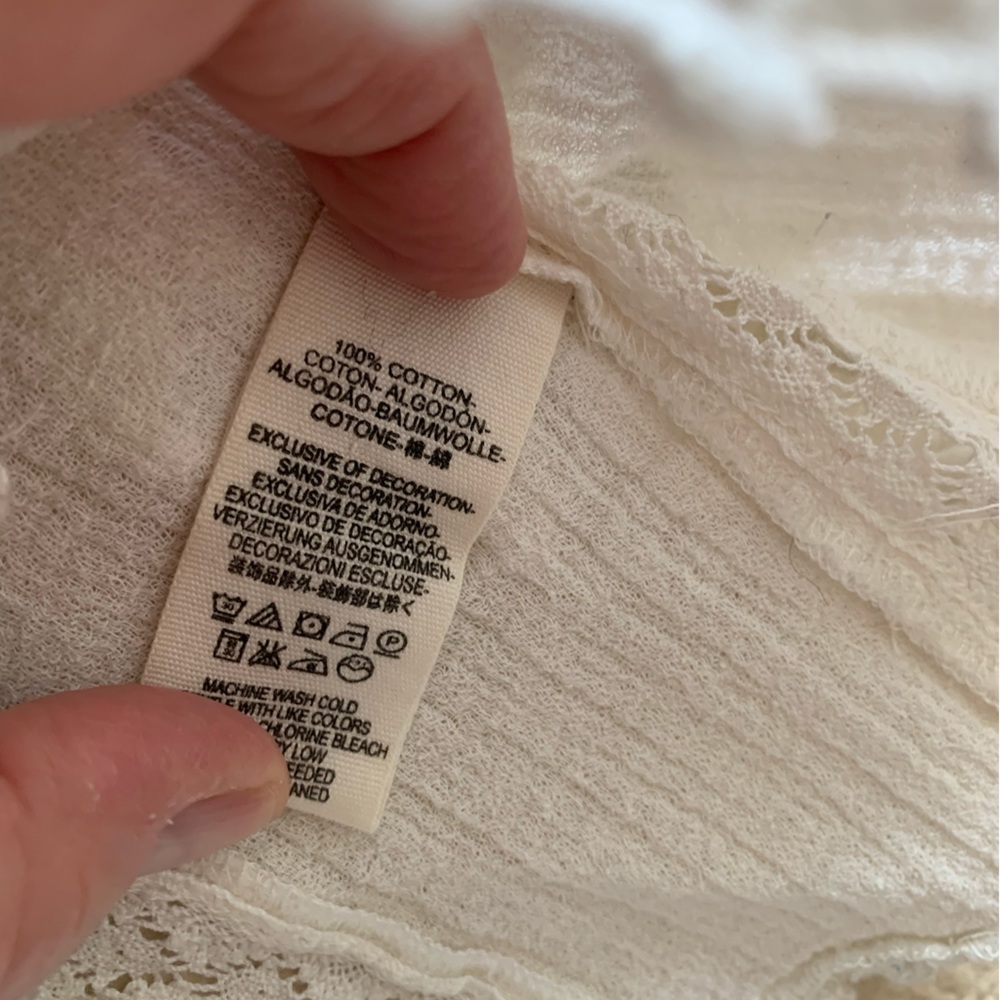 100% COTTON-
COTON- ALGODÓN-
ALGODÃO-BAUMWOLLE-
COTONE-棉-綿
EXCLUSIVE OF DECORATION-
SANS DECORATION-
EXCLUSIVA DE ADORNO-
EXCLUSIVO DE DECORAÇÃO-
VERZIERUNG AUSGENOMMEN-
DECORAZIONI ESCLUSE-
装饰品除外-装飾部は除く
30
P
MACHINE WASH COLD
WITH LIKE COLORS
CHLORINE BLEACH
LOW